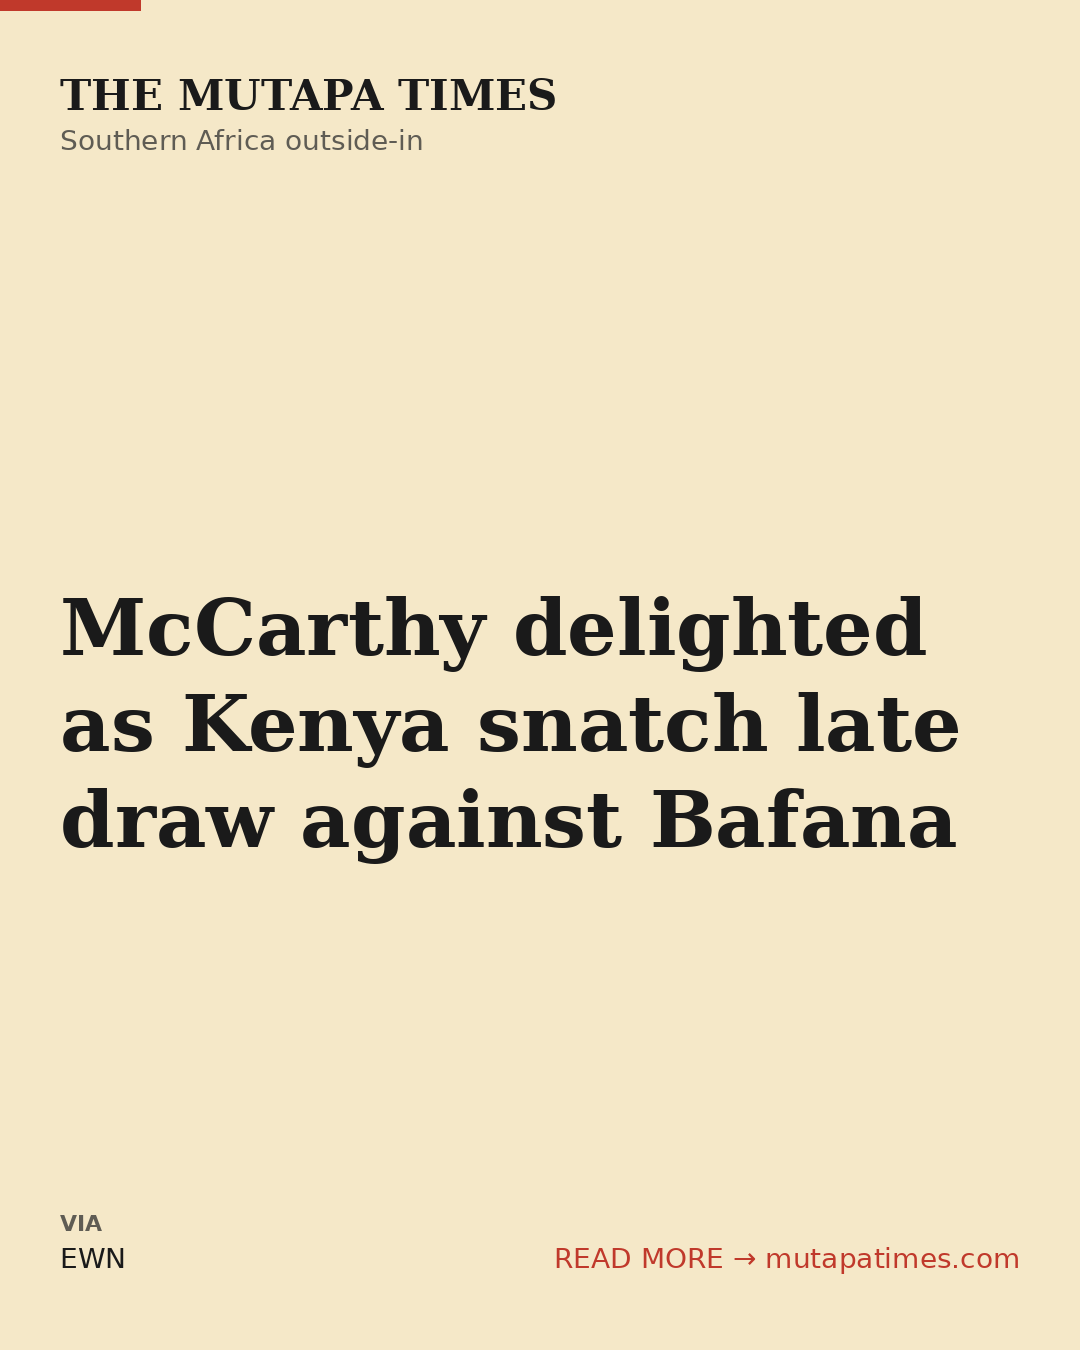 THE MUTAPA TIMES
Southern Africa outside-in
McCarthy delighted
as Kenya snatch late
draw against Bafana
VIA
EWN
READ MORE → mutapatimes.com